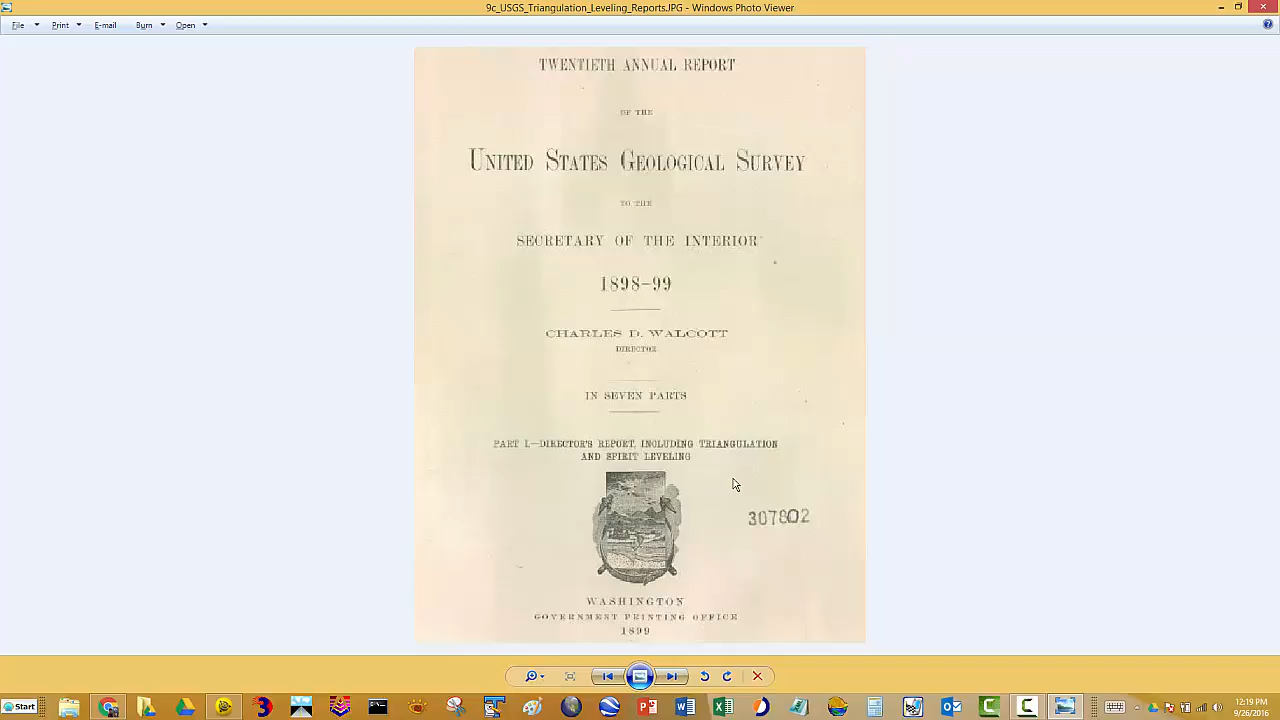 9c_USGS_Triangulation_Leveling_Reports.JPG - Windows Photo Viewer
File Print E-mail Burn Open
TWENTIETH ANNUAL REPORT
OF THE
UNITED STATES GEOLOGICAL SURVEY
TO THE
SECRETARY OF THE INTERIOR
1898-99
CHARLES D. WALCOTT
DIRECTOR
IN SEVEN PARTS
PART I.—DIRECTOR'S REPORT, INCLUDING TRIANGULATION
AND SPIRIT LEVELING
307802
WASHINGTON
GOVERNMENT PRINTING OFFICE
1899
Start
12:19 PM
9/26/2016